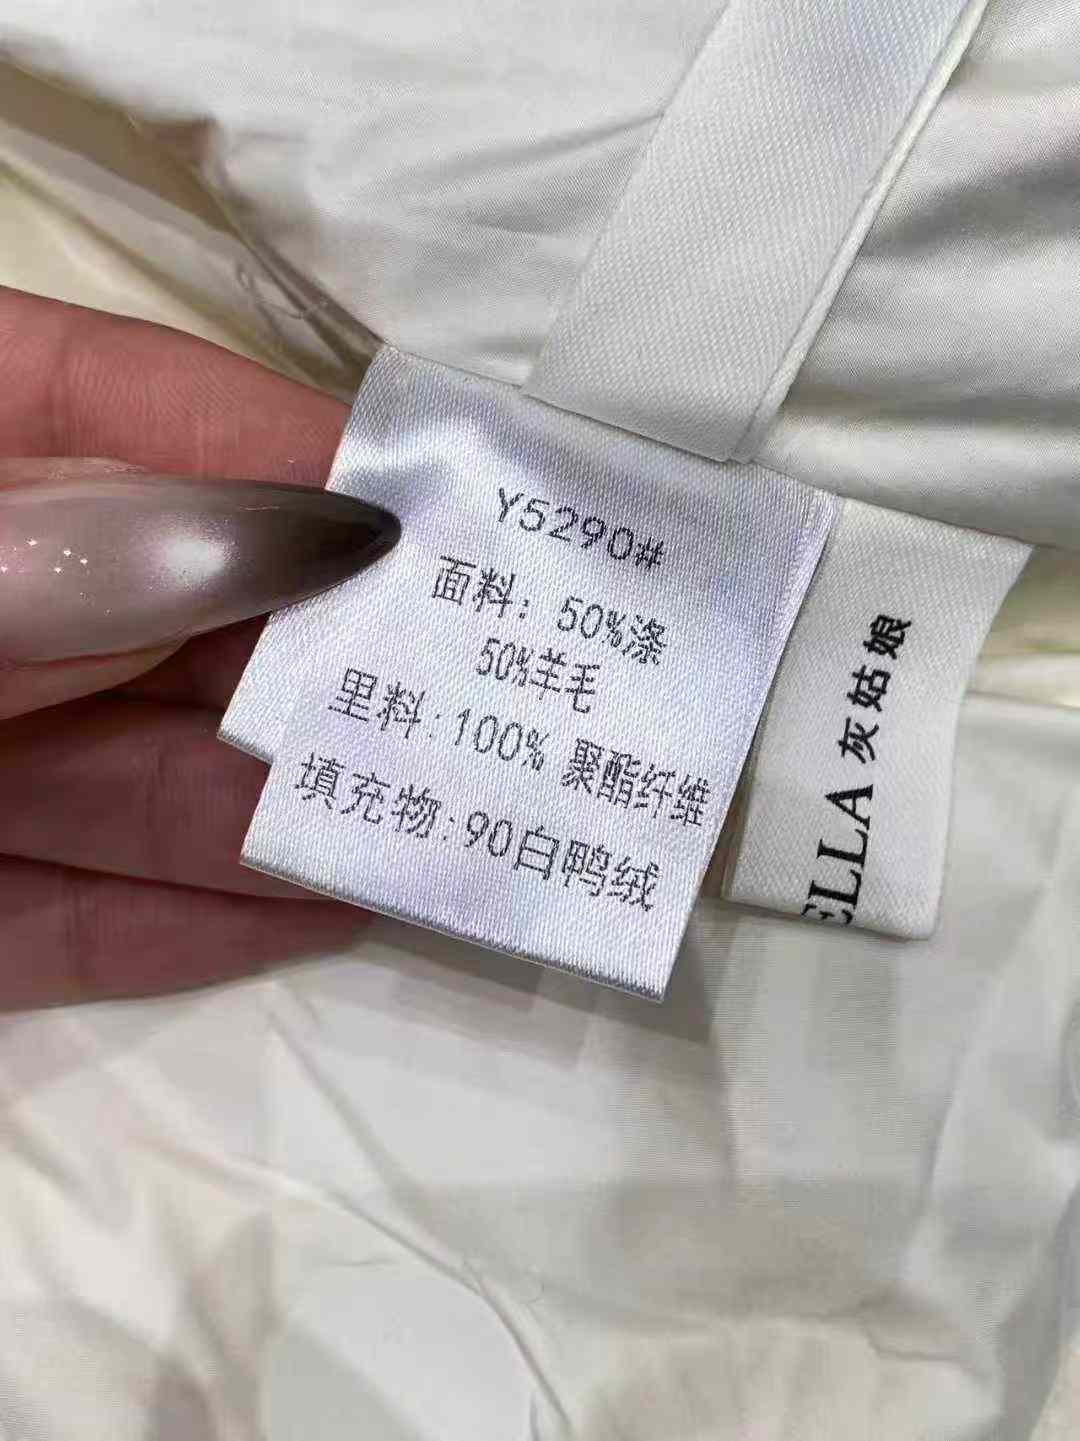 Y5290#
面料: 50%涤
50%羊毛
里料:100% 聚酯纤维
填充物:90白鸭绒
ELLA 灰姑娘